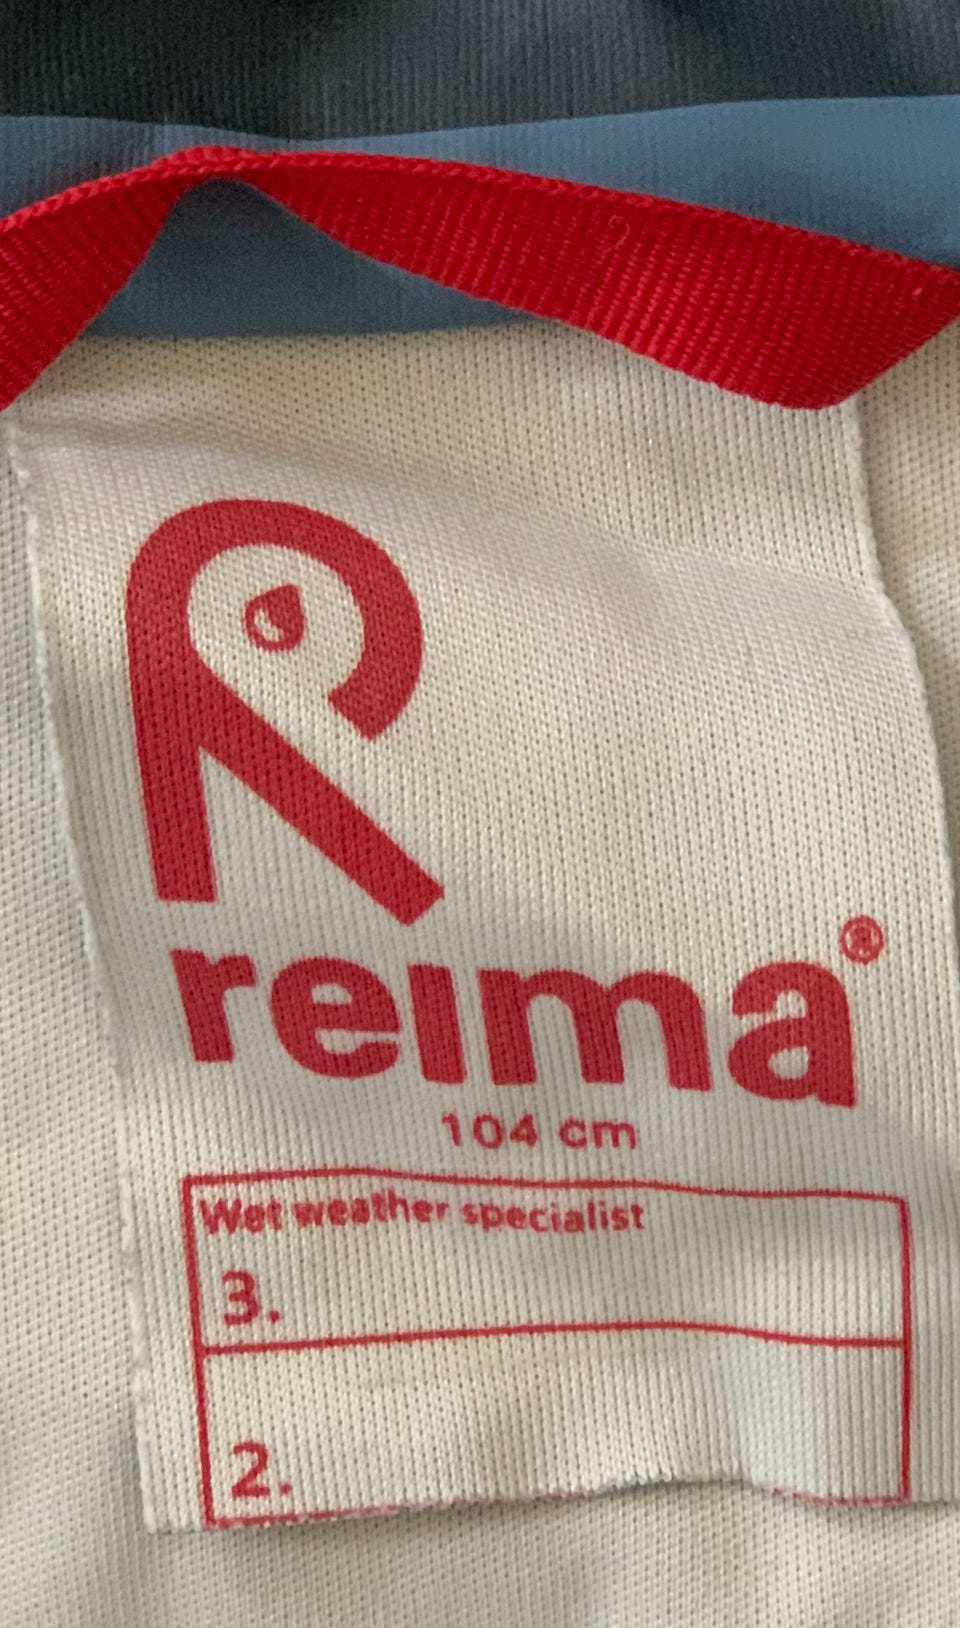 reima®
104 cm
Wet weather specialist
3.
2.